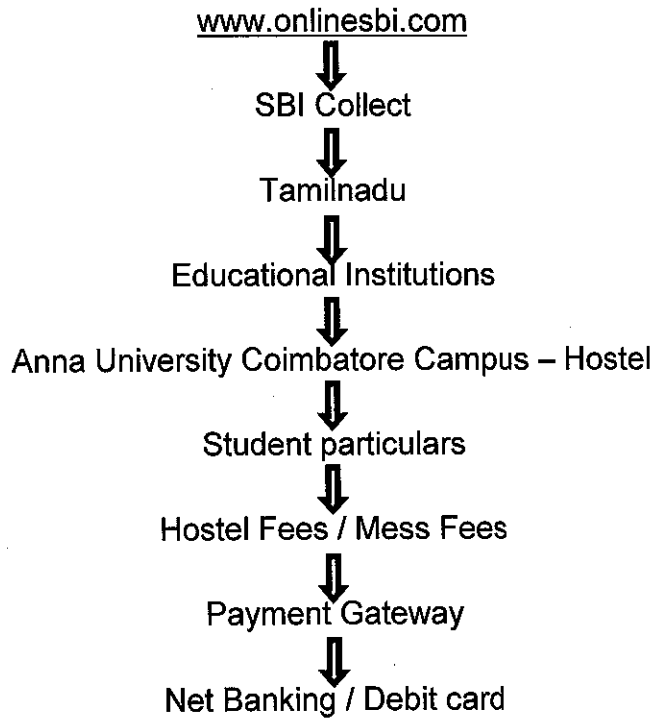 www.onlinesbi.com
SBI Collect
Tamilnadu
Educational Institutions
Anna University Coimbatore Campus – Hostel
Student particulars
Hostel Fees / Mess Fees
Payment Gateway
Net Banking / Debit card